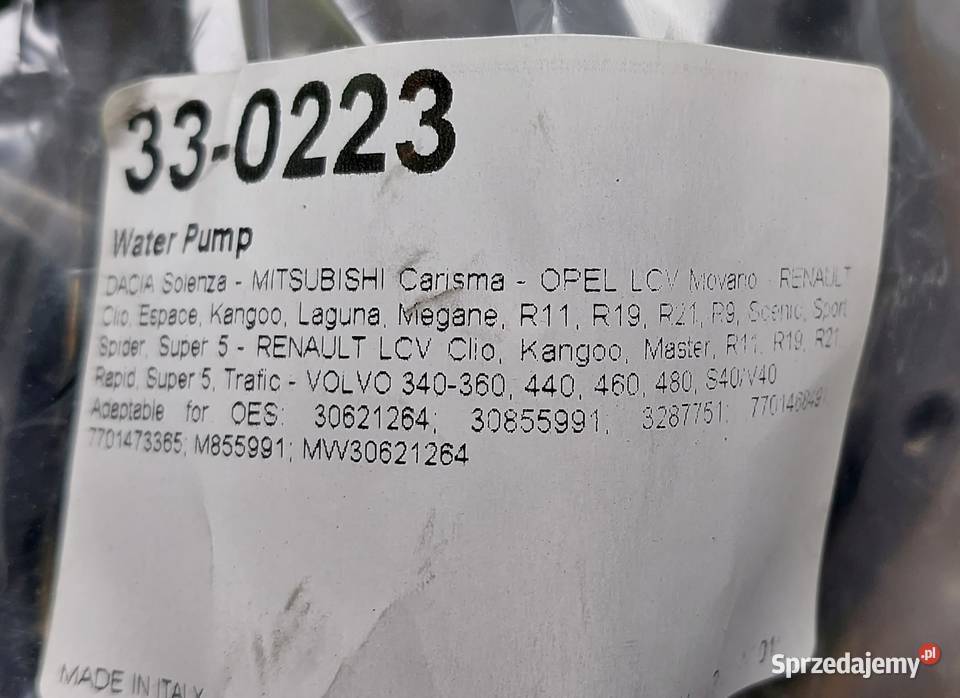 33-0223
Water Pump
DACIA Solenza - MITSUBISHI Carisma - OPEL LCV Movano - RENAULT
Clio, Espace, Kangoo, Laguna, Megane, R11, R19, R21, R9, Scenic, Sport
Spider, Super 5 - RENAULT LCV Clio, Kangoo, Master, R11, R19, R21
Rapid, Super 5, Trafic - VOLVO 340-360, 440, 460, 480, S40/V40
Adaptable for OES: 30621264; 30855991; 3287751;
7701473365; M855991; MW30621264
MADE IN ITALY
Sprzedajemy.pl